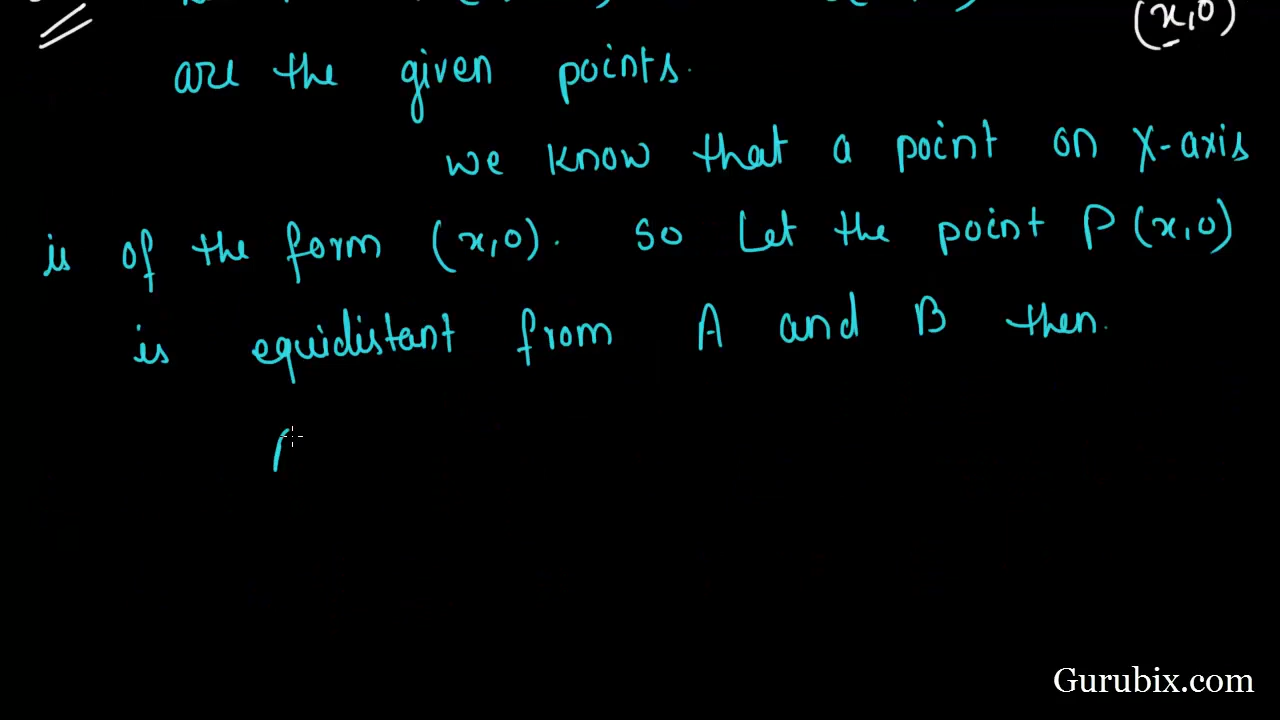 (x,0)
are the given points.
we know that a point on X-axis
is of the form (x,0). So Let the point P(x,0)
is equidistant from A and B then.
Gurubix.com